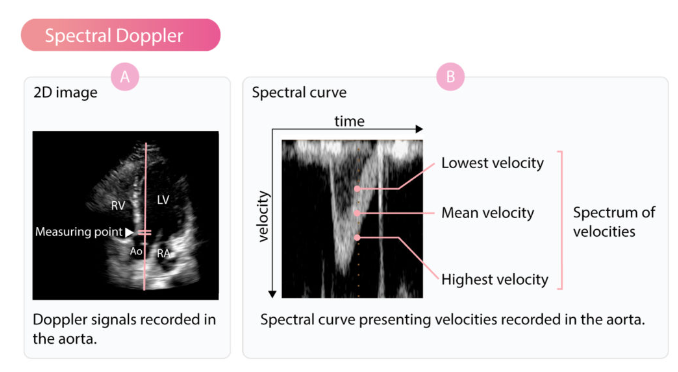 Spectral Doppler
A
2D image
RV
LV
Measuring point
Ao
RA
Doppler signals recorded in
the aorta.
B
Spectral curve
time
velocity
Lowest velocity
Mean velocity
Highest velocity
Spectrum of
velocities
Spectral curve presenting velocities recorded in the aorta.